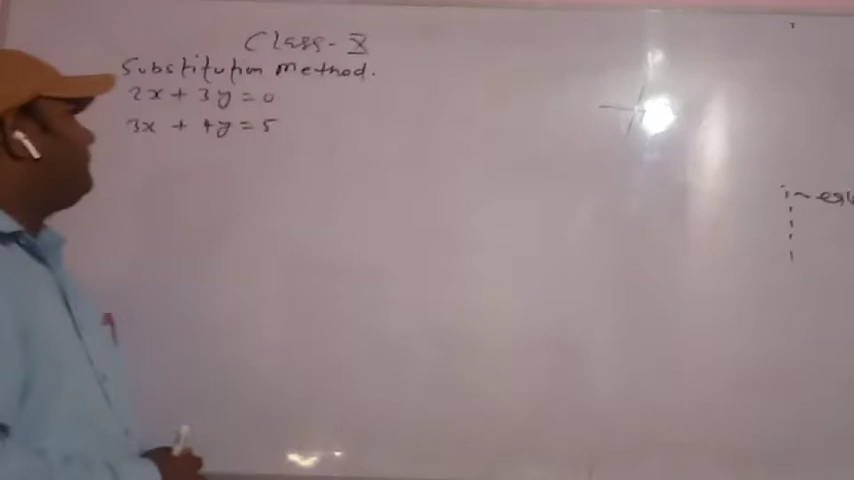 Class-X
Substitution method.
2x + 3y = 0
3x + 4y = 5